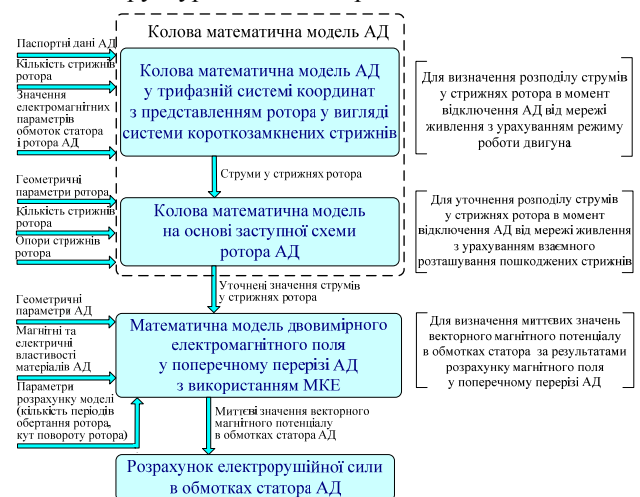 Колова математична модель АД
Паспортні дані АД
Кількість стрижнів
ротора
Значення
електромагнітних
параметрів
обмоток статора
і ротора АД
Колова математична модель АД
у трифазній системі координат
з представленням ротора у вигляді
системи короткозамкнених стрижнів
Для визначення розподілу струмів
у стрижнях ротора в момент
відключення АД від мережі
живлення з урахуванням режиму
роботи двигуна
Струми у стрижнях ротора
Геометричні параметри ротора
Кількість стрижнів
ротора
Опори стрижнів
ротора
Колова математична модель
на основі заступної схеми
ротора АД
Для уточнення розподілу струмів
у стрижнях ротора в момент
відключення АД від мережі живлення
з урахуванням взаємного
розташування пошкоджених стрижнів
Уточнені значення струмів
у стрижнях ротора
Геометричні
параметри АД
Магнітні та
електричні
властивості
матеріалів АД
Параметри
розрахунку моделі
(кількість періодів
обертання ротора,
кут повороту ротора)
Математична модель двовимірного
електромагнітного поля
у поперечному перерізі АД
з використанням МКЕ
Для визначення миттєвих значень
векторного магнітного потенціалу
в обмотках статора за результатами
розрахунку магнітного поля
у поперечному перерізі АД
Миттєві значення векторного
магнітного потенціалу
в обмотках статора АД
Розрахунок електрорушійної сили
в обмотках статора АД